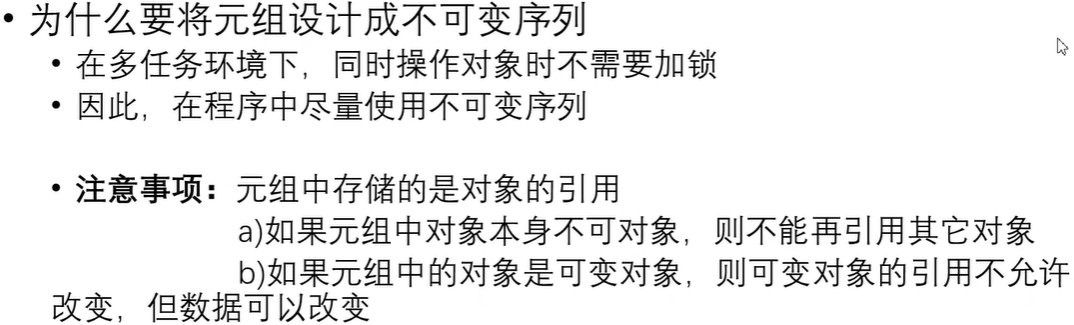 • 为什么要将元组设计成不可变序列
• 在多任务环境下，同时操作对象时不需要加锁
• 因此，在程序中尽量使用不可变序列
• 注意事项：元组中存储的是对象的引用
a)如果元组中对象本身不可对象，则不能再引用其它对象
b)如果元组中的对象是可变对象，则可变对象的引用不允许
改变，但数据可以改变